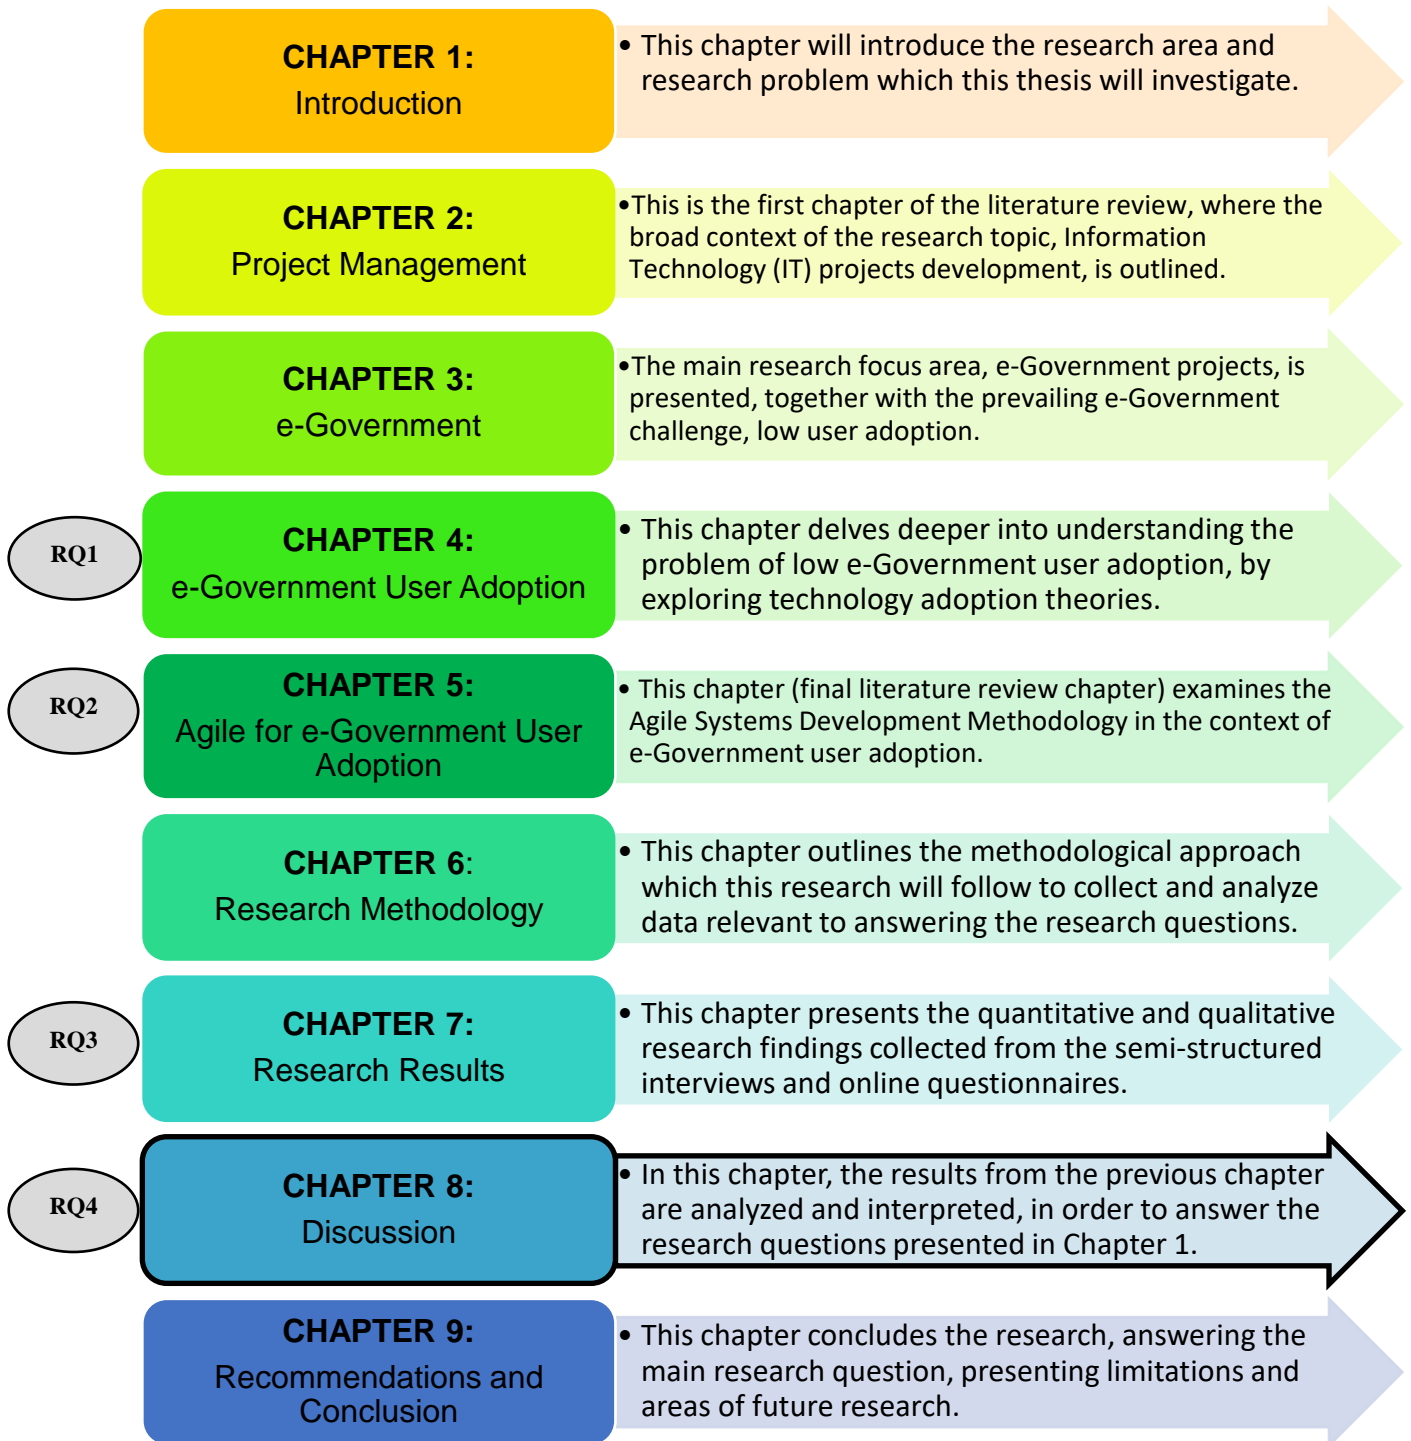 CHAPTER 1:
Introduction
• This chapter will introduce the research area and
research problem which this thesis will investigate.
CHAPTER 2:
Project Management
•This is the first chapter of the literature review, where the
broad context of the research topic, Information
Technology (IT) projects development, is outlined.
CHAPTER 3:
e-Government
•The main research focus area, e-Government projects, is
presented, together with the prevailing e-Government
challenge, low user adoption.
RQ1
CHAPTER 4:
e-Government User Adoption
• This chapter delves deeper into understanding the
problem of low e-Government user adoption, by
exploring technology adoption theories.
RQ2
CHAPTER 5:
Agile for e-Government User
Adoption
• This chapter (final literature review chapter) examines the
Agile Systems Development Methodology in the context of
e-Government user adoption.
CHAPTER 6:
Research Methodology
• This chapter outlines the methodological approach
which this research will follow to collect and analyze
data relevant to answering the research questions.
RQ3
CHAPTER 7:
Research Results
• This chapter presents the quantitative and qualitative
research findings collected from the semi-structured
interviews and online questionnaires.
RQ4
CHAPTER 8:
Discussion
• In this chapter, the results from the previous chapter
are analyzed and interpreted, in order to answer the
research questions presented in Chapter 1.
CHAPTER 9:
Recommendations and
Conclusion
• This chapter concludes the research, answering the
main research question, presenting limitations and
areas of future research.